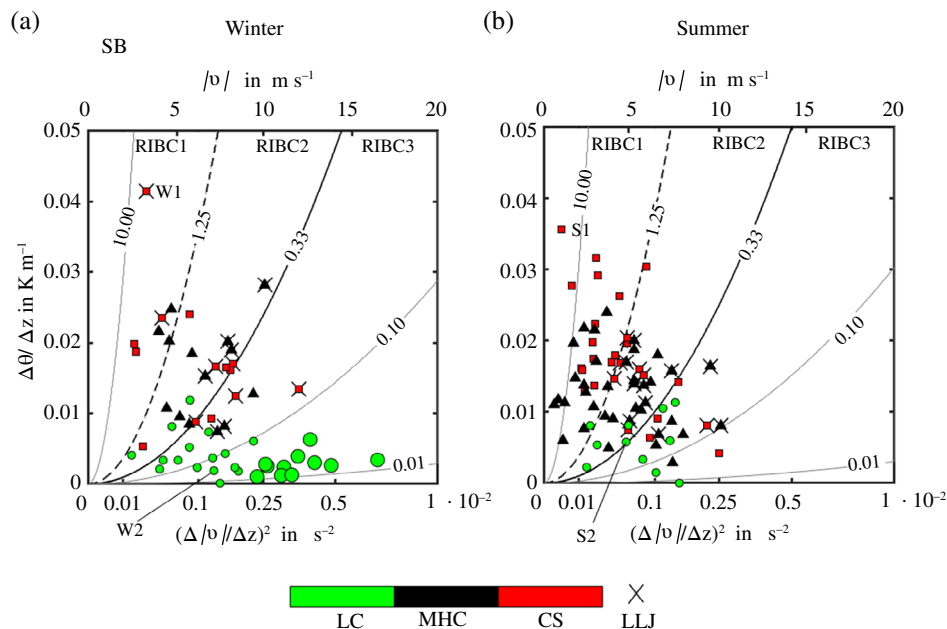 (a) Winter
SB
|υ| in m s⁻¹
0 5 10 15 20
0.05
0.04
0.03
0.02
0.01
0
Δθ/Δz in K m⁻¹
RIBC1 RIBC2 RIBC3
10.00
1.25
0.33
0.10
0.01
W1
W2
0 0.01 0.1 0.5 1 · 10⁻²
(Δ|υ|/Δz)² in s⁻²
(b) Summer
|υ| in m s⁻¹
0 5 10 15 20
0.05
0.04
0.03
0.02
0.01
0
RIBC1 RIBC2 RIBC3
10.00
1.25
0.33
0.10
0.01
S1
S2
0 0.01 0.1 0.5 1 · 10⁻²
(Δ|υ|/Δz)² in s⁻²
LC MHC CS LLJ